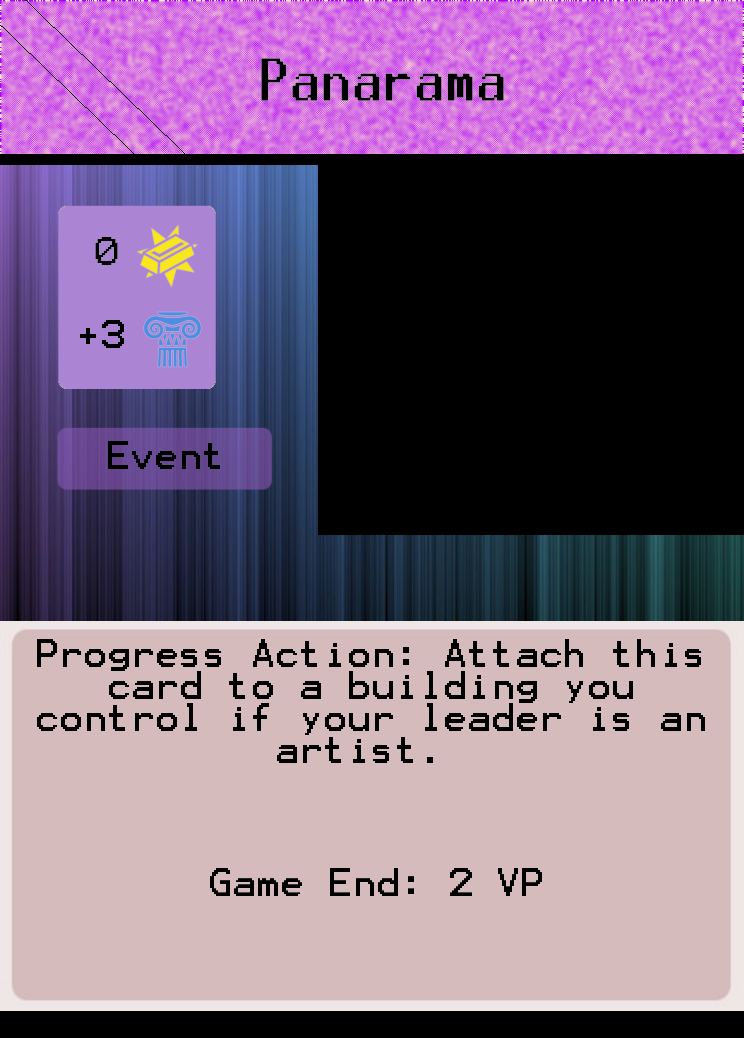 Panarama
0
+3
Event
Progress Action: Attach this
card to a building you
control if your leader is an
artist.
Game End: 2 VP